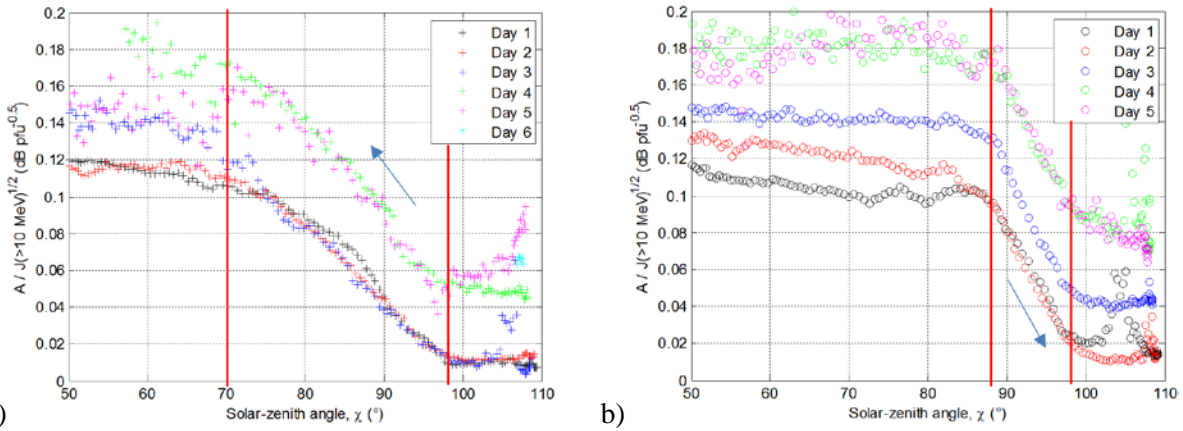 0.2
0.18
0.16
0.14
0.12
0.1
0.08
0.06
0.04
0.02
0
A / J(>10 MeV)^1/2 (dB pfu^-0.5)
50 60 70 80 90 100 110
Solar-zenith angle, χ (°)
Day 1
Day 2
Day 3
Day 4
Day 5
Day 6
)
b)
0.2
0.18
0.16
0.14
0.12
0.1
0.08
0.06
0.04
0.02
0
A / J(>10 MeV)^1/2 (dB pfu^-0.5)
50 60 70 80 90 100 110
Solar-zenith angle, χ (°)
Day 1
Day 2
Day 3
Day 4
Day 5